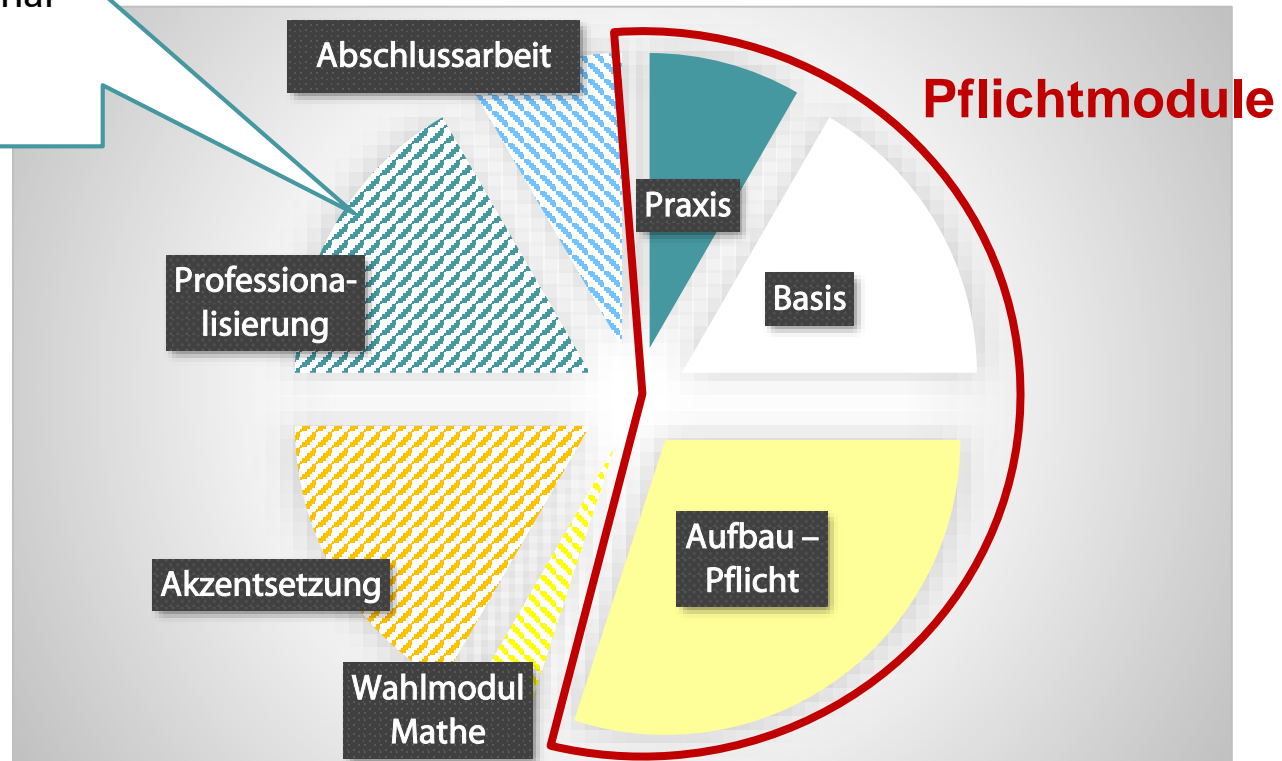 Abschlussarbeit
Pflichtmodule
Praxis
Basis
Professiona-
lisierung
Aufbau –
Pflicht
Akzentsetzung
Wahlmodul
Mathe